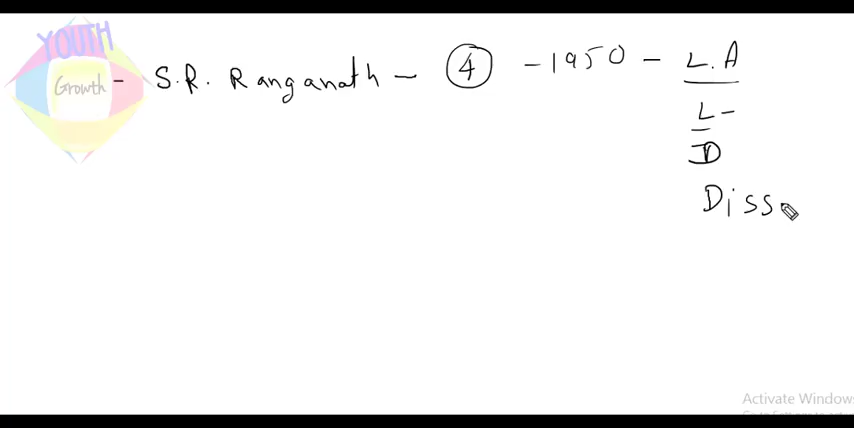 YOUTH
Growth
- S.R. Ranganath - 4 - 1950 - L.A
L -
D
Diss
Activate Windows